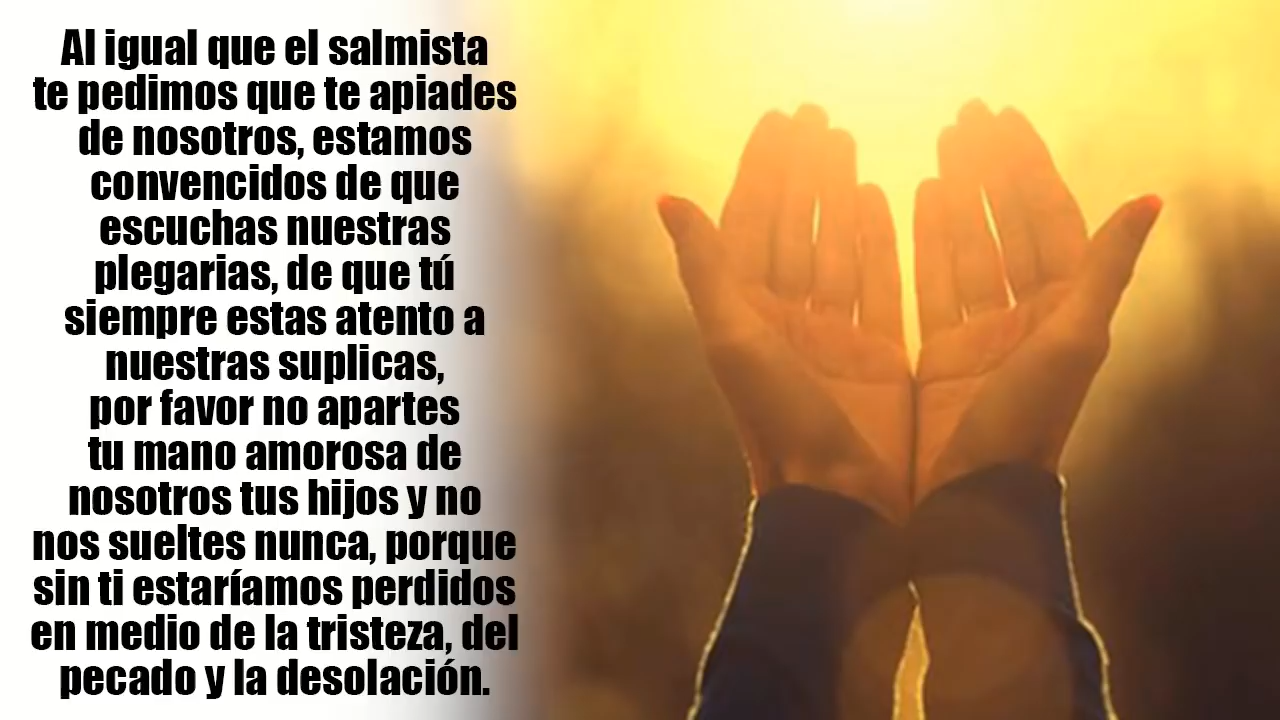 Al igual que el salmista
te pedimos que te apiades
de nosotros, estamos
convencidos de que
escuchas nuestras
plegarias, de que tú
siempre estas atento a
nuestras suplicas,
por favor no apartes
tu mano amorosa de
nosotros tus hijos y no
nos sueltes nunca, porque
sin ti estaríamos perdidos
en medio de la tristeza, del
pecado y la desolación.